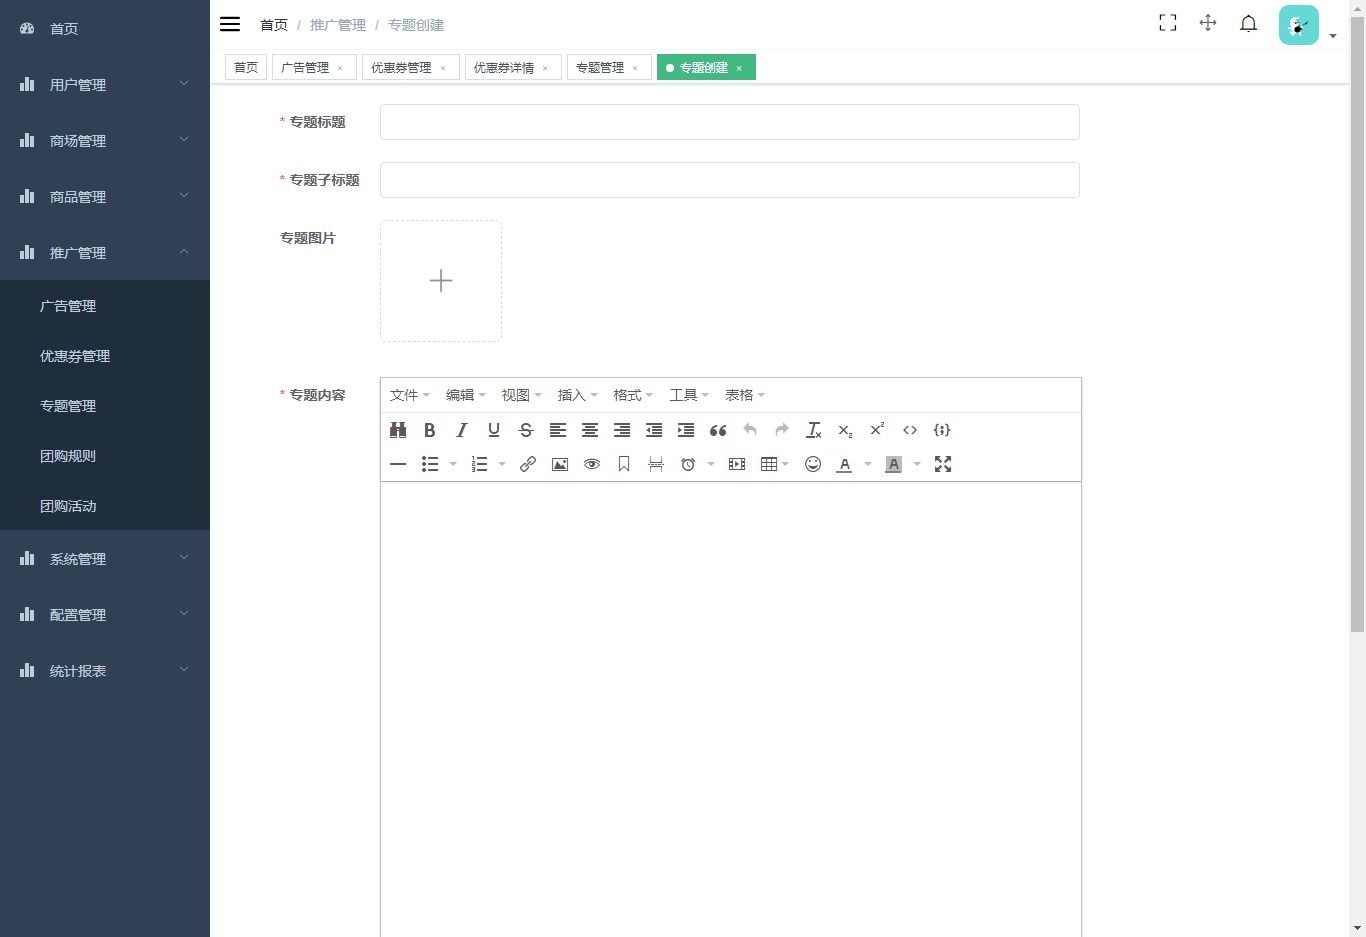 首页
用户管理
商场管理
商品管理
推广管理
广告管理
优惠券管理
专题管理
团购规则
团购活动
系统管理
配置管理
统计报表
首页 / 推广管理 / 专题创建
首页 广告管理 × 优惠券管理 × 优惠券详情 × 专题管理 × 专题创建 ×
* 专题标题
* 专题子标题
专题图片
* 专题内容
文件 编辑 视图 插入 格式 工具 表格